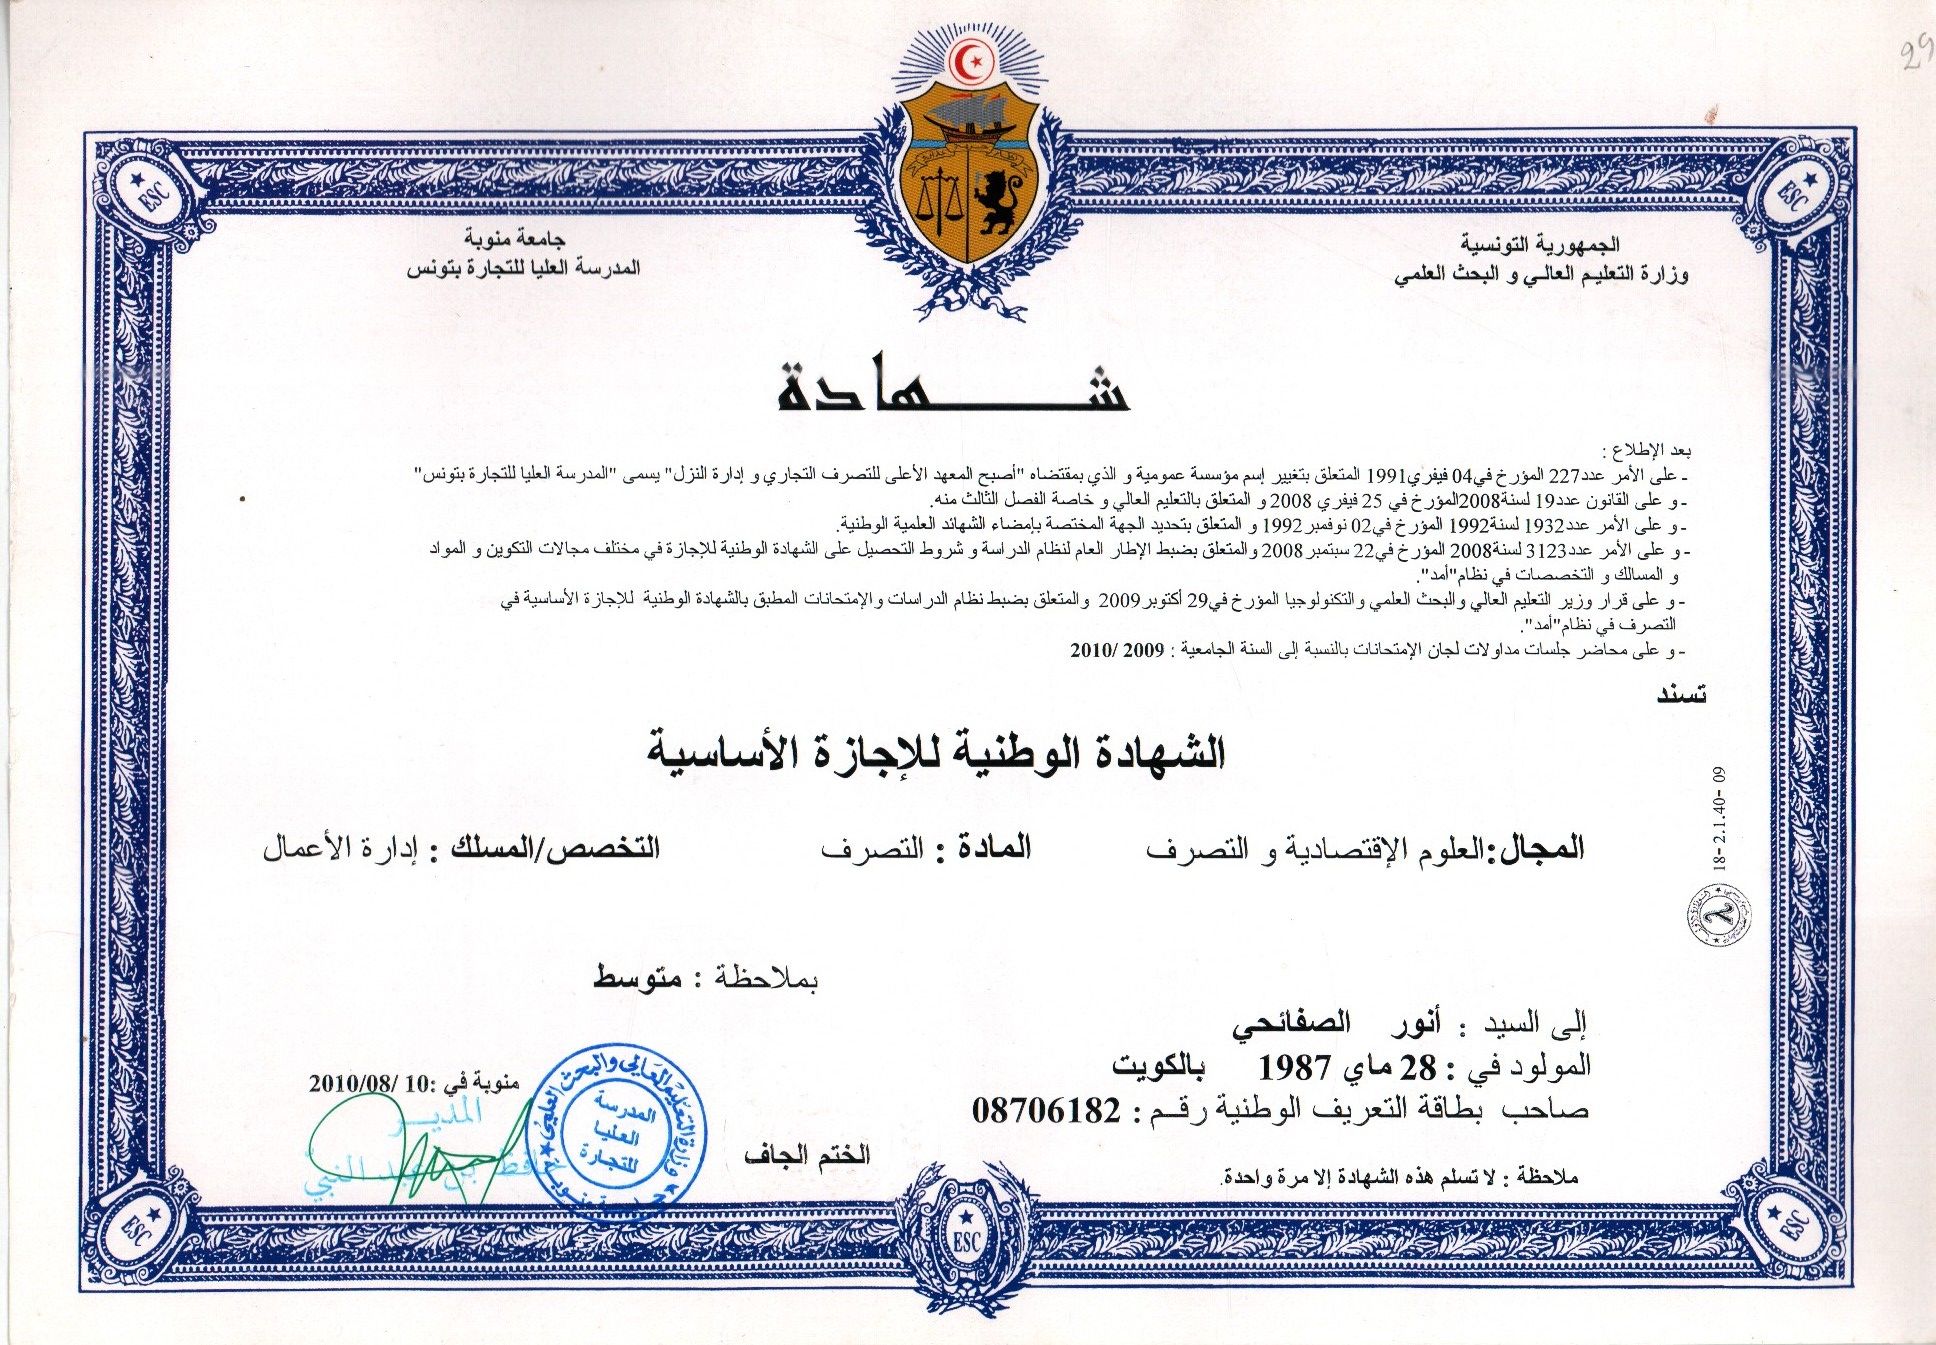 29
الجمهورية التونسية
وزارة التعليم العالي و البحث العلمي
جامعة منوبة
المدرسة العليا للتجارة بتونس
شهادة
بعد الإطلاع :
- على الأمر عدد227 المؤرخ في04 فيفري1991 المتعلق بتغيير إسم مؤسسة عمومية و الذي بمقتضاه "أصبح المعهد الأعلى للتصرف التجاري و إدارة النزل" يسمى "المدرسة العليا للتجارة بتونس"
- و على القانون عدد19 لسنة2008المؤرخ في 25 فيفري 2008 و المتعلق بالتعليم العالي و خاصة الفصل الثالث منه.
- و على الأمر عدد1932 لسنة1992 المؤرخ في02 نوفمبر1992 و المتعلق بتحديد الجهة المختصة بإمضاء الشهائد العلمية الوطنية.
- و على الأمر عدد3123 لسنة2008 المؤرخ في22 سبتمبر2008 والمتعلق بضبط الإطار العام لنظام الدراسة و شروط التحصيل على الشهادة الوطنية للإجازة في مختلف مجالات التكوين و المواد
و المسالك و التخصصات في نظام"أمد".
- و على قرار وزير التعليم العالي والبحث العلمي والتكنولوجيا المؤرخ في29 أكتوبر2009 والمتعلق بضبط نظام الدراسات والإمتحانات المطبق بالشهادة الوطنية للإجازة الأساسية في
التصرف في نظام"أمد".
- و على محاضر جلسات مداولات لجان الإمتحانات بالنسبة إلى السنة الجامعية : 2009 /2010
تسند
الشهادة الوطنية للإجازة الأساسية
المجال:العلوم الإقتصادية و التصرف المادة : التصرف التخصص/المسلك : إدارة الأعمال
18- 2.1.40- 09
بملاحظة : متوسط
إلى السيد : أنور الصفائحي
المولود في : 28 ماي 1987 بالكويت
صاحب بطاقة التعريف الوطنية رقم : 08706182
ملاحظة : لا تسلم هذه الشهادة إلا مرة واحدة.
الختم الجاف
منوبة في :10 /08/2010
المدير
بن عبد النبي
وزارة التعليم العالي والبحث العلمي
المدرسة
العليا
للتجارة
ESC
ESC
ESC
ESC
ESC